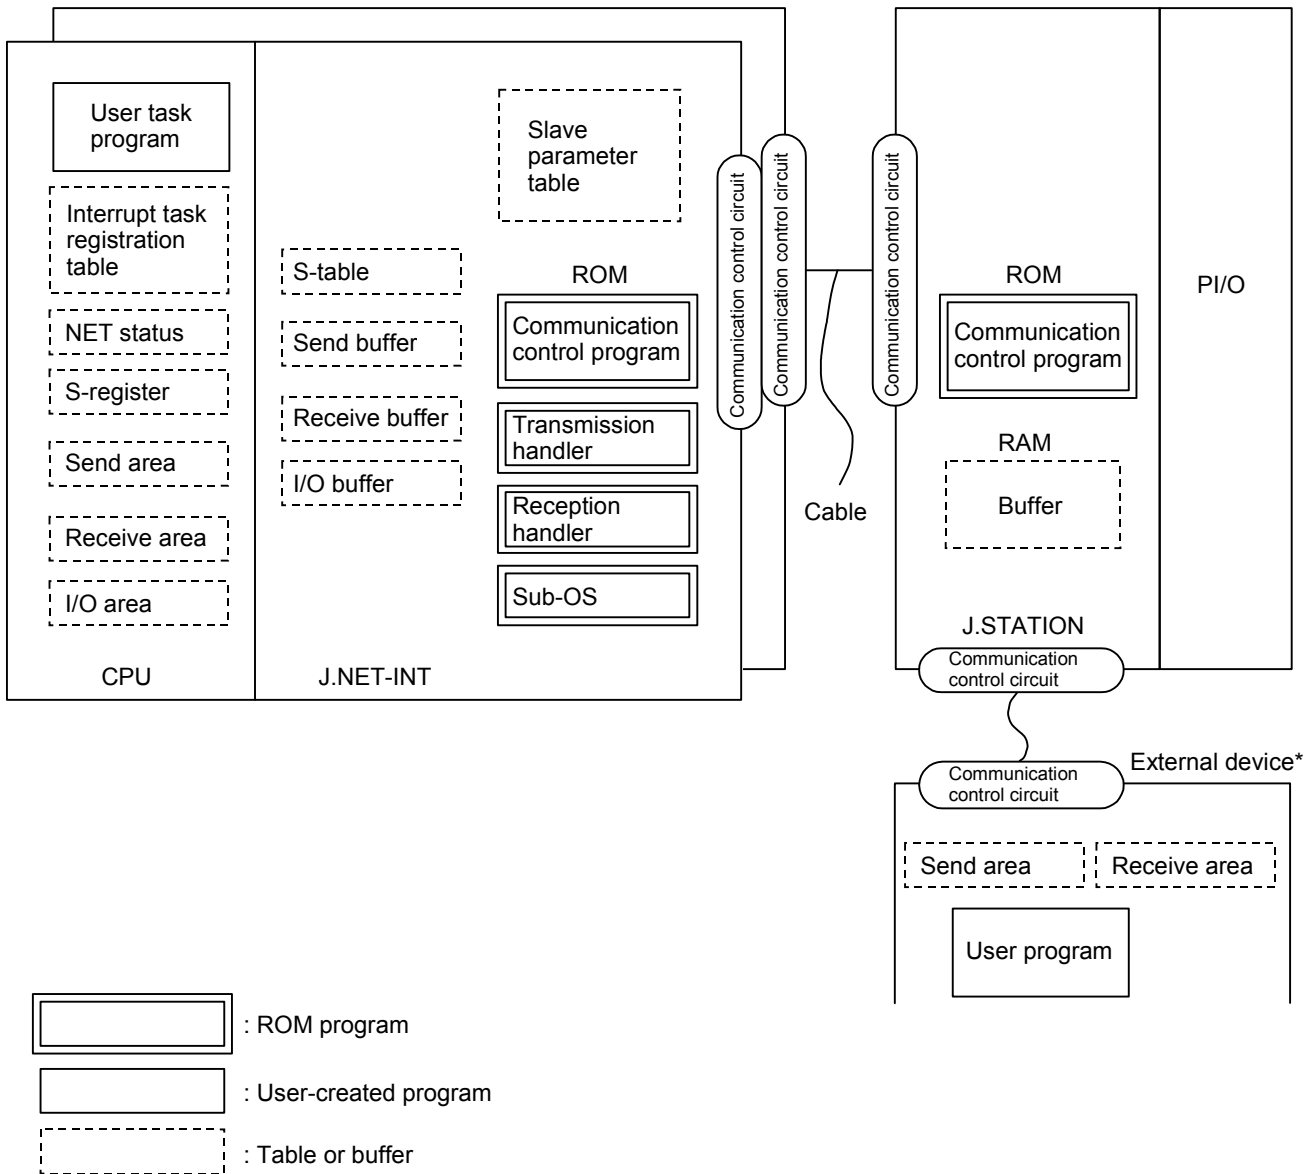 User task
program
Interrupt task
registration
table
NET status
S-register
Send area
Receive area
I/O area
CPU
S-table
Send buffer
Receive buffer
I/O buffer
J.NET-INT
Slave
parameter
table
ROM
Communication
control program
Transmission
handler
Reception
handler
Sub-OS
Communication control circuit
Communication control circuit
Cable
Communication control circuit
ROM
Communication
control program
RAM
Buffer
J.STATION
PI/O
Communication
control circuit
Communication
control circuit
External device*
Send area
Receive area
User program
: ROM program
: User-created program
: Table or buffer